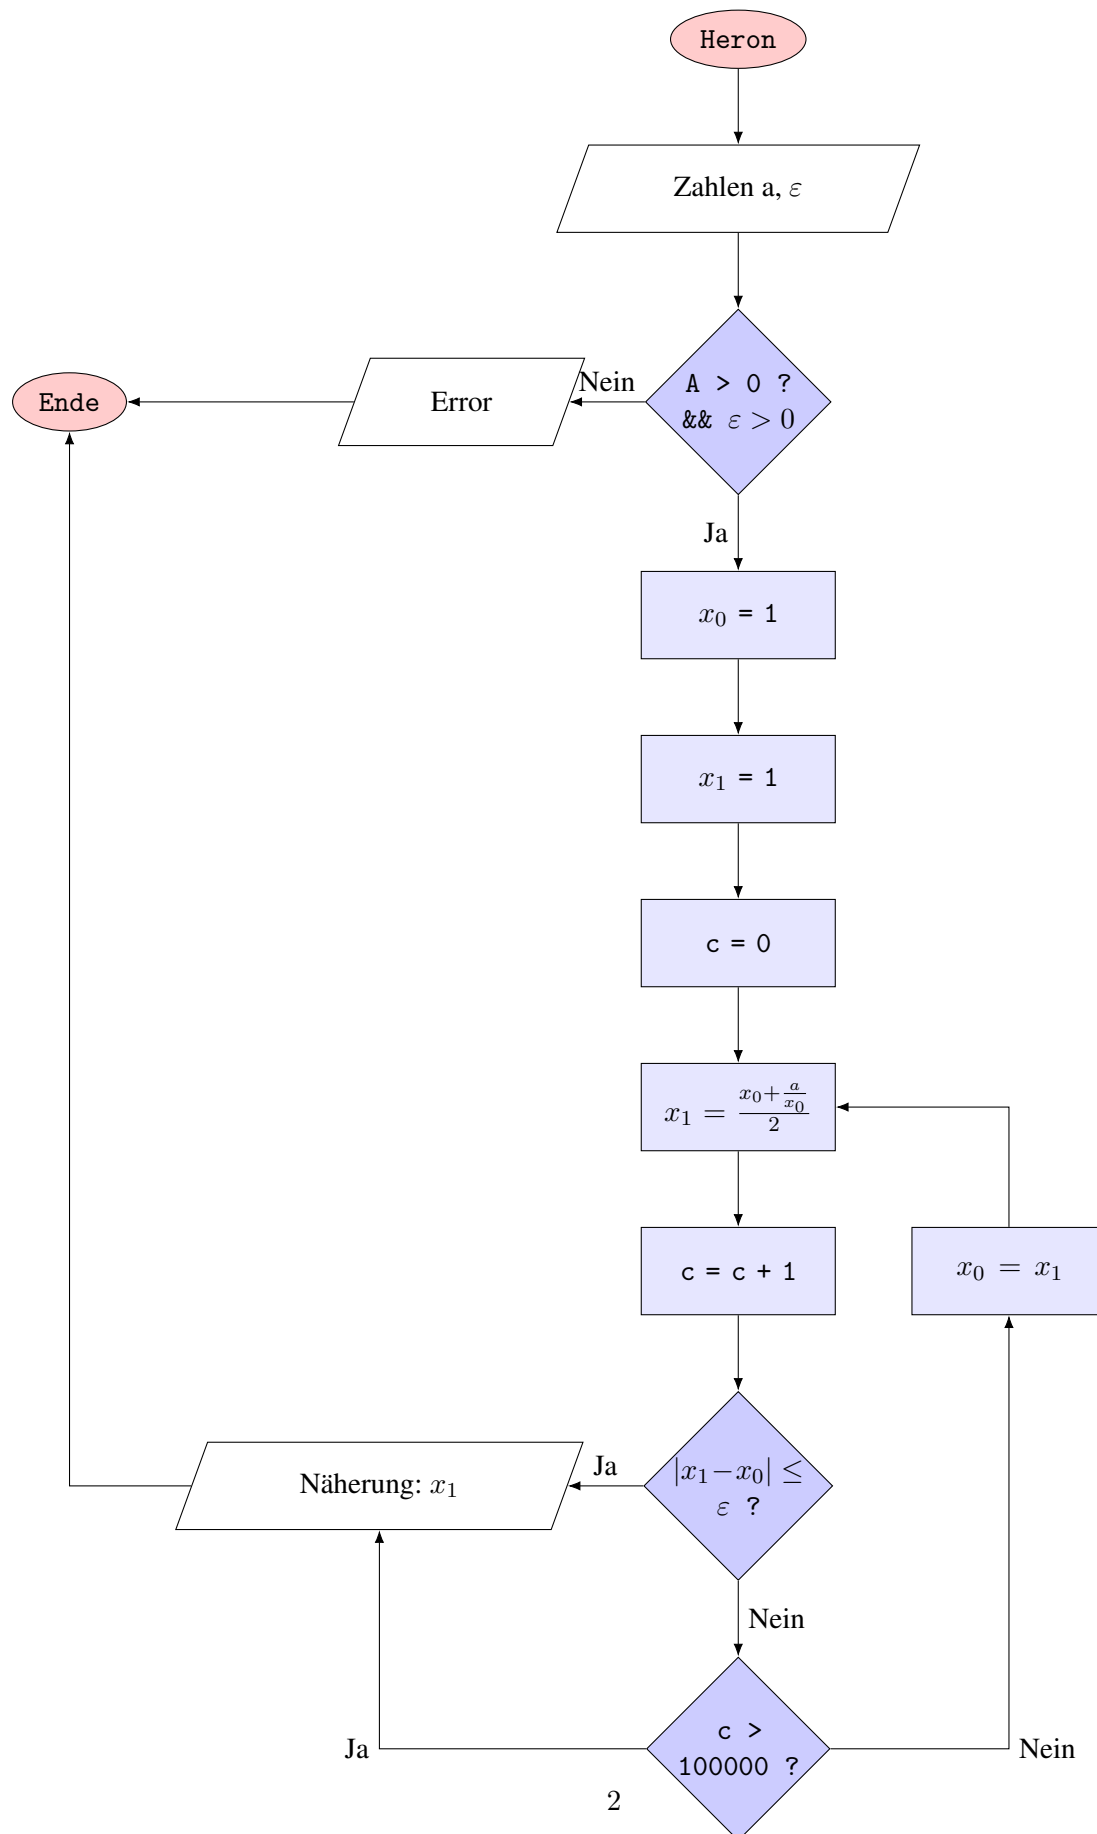 Heron
Zahlen a, ε
A > 0 ?
&& ε > 0
Nein
Error
Ende
Ja
x₀ = 1
x₁ = 1
c = 0
x₁ = (x₀ + a/x₀)/2
c = c + 1
x₀ = x₁
|x₁−x₀| ≤
ε ?
Ja
Näherung: x₁
Nein
c >
100000 ?
Ja
Nein
2